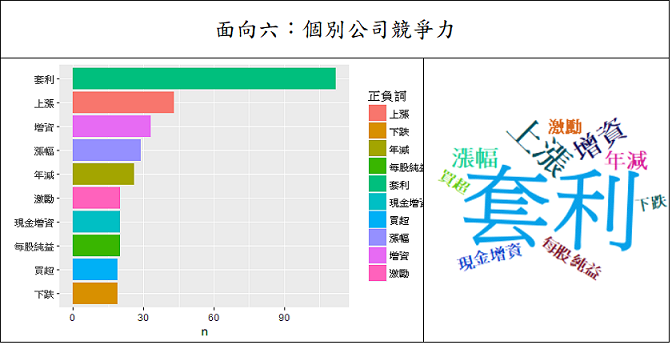 面向六：個別公司競爭力
套利
上漲
增資
漲幅
年減
激勵
現金增資
每股純益
買超
下跌
0
30
60
90
n
正負詞
上漲
下跌
年減
每股純益
套利
現金增資
買超
漲幅
增資
激勵
激勵
上漲
增資
漲幅
年減
買超
套利
下跌
現金增資
每股純益